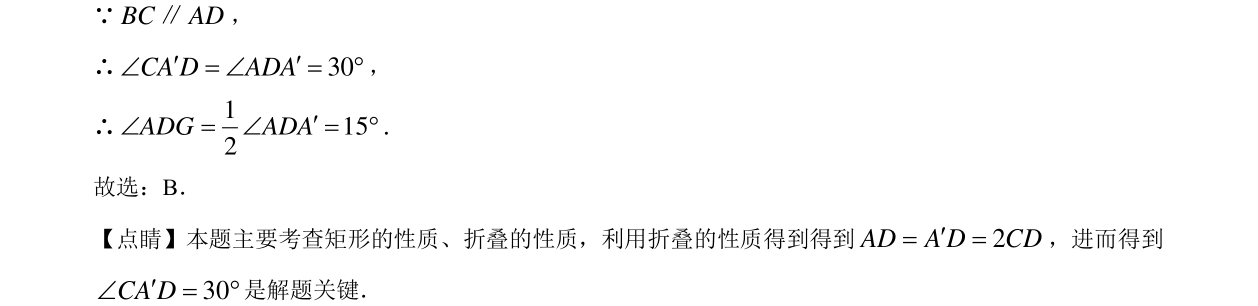 ∵ BC∥AD，
∴ ∠CA′D＝∠ADA′＝30°，
∴ ∠ADG＝\frac{1}{2}∠ADA′＝15°．
故选：B．
【点睛】本题主要考查矩形的性质、折叠的性质，利用折叠的性质得到得到 AD＝A′D＝2CD，进而得到
∠CA′D＝30°是解题关键．